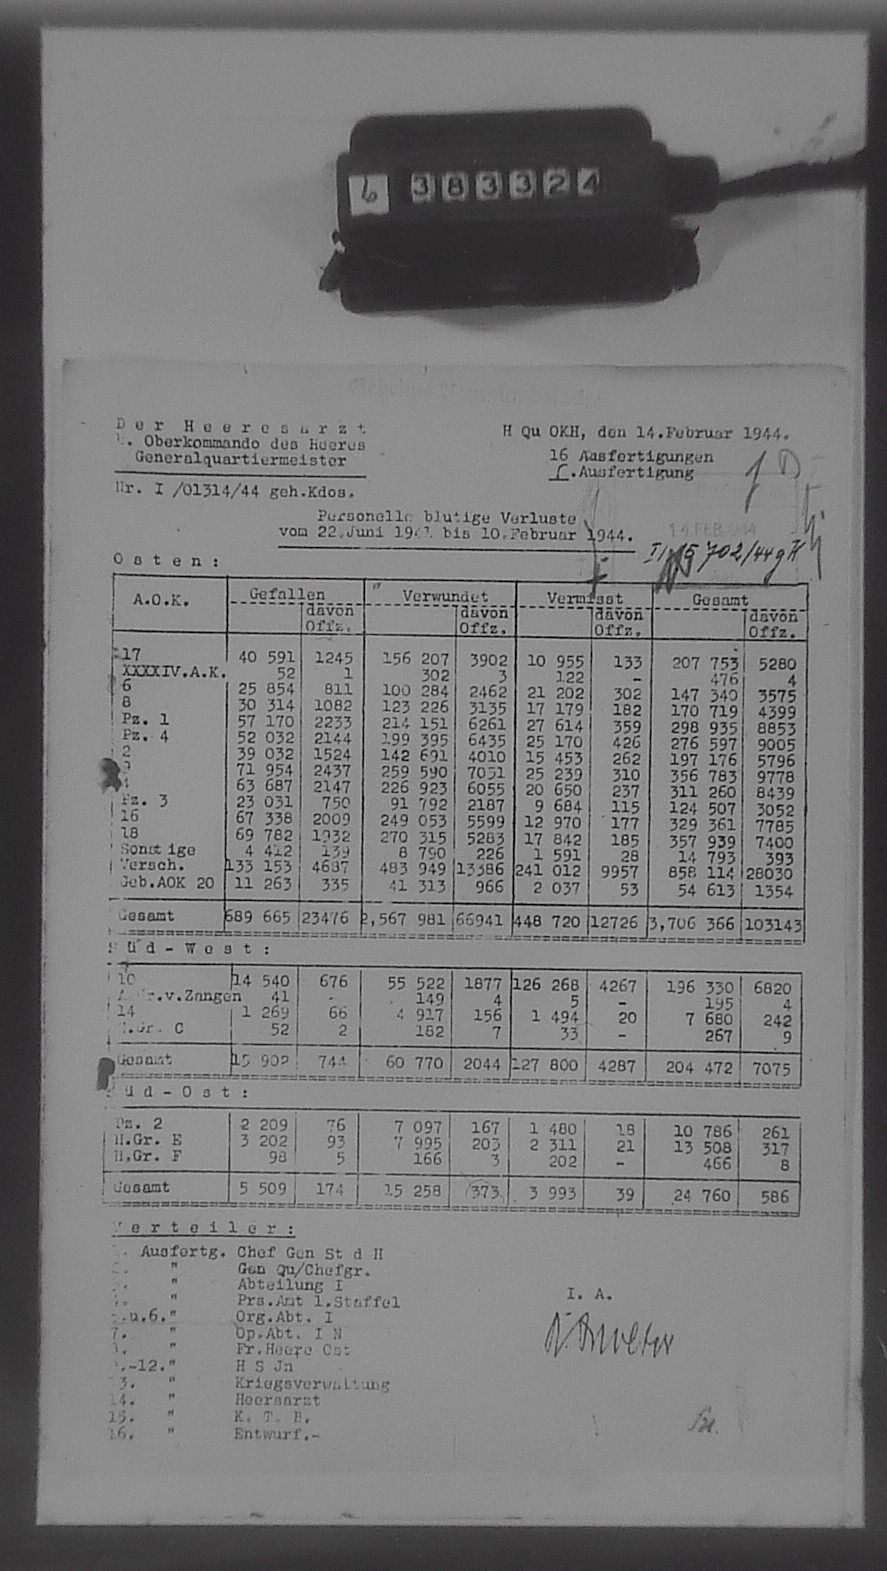 6 383324
Der Heeresarzt
Oberkommando des Heeres
Generalquartiermeister
H Qu OKH, den 14.Februar 1944.
16 Ausfertigungen
.Ausfertigung
Nr. I /01314/44 geh.Kdos.
Personelle blutige Verluste
vom 22.Juni 1941 bis 10.Februar 1944.
14 FEB 1944
702/44 g
Osten:
A.O.K. Gefallen Verwundet Vermisst Gesamt
davon Offz. davon Offz. davon Offz. davon Offz.
17 40 591 1245 156 207 3902 10 955 133 207 753 5280
XXXXIV.A.K. 52 1 302 3 122 - 476 4
6 25 854 811 100 284 2462 21 202 302 147 340 3575
8 30 314 1082 123 226 3135 17 179 182 170 719 4399
Pz. 1 57 170 2233 214 151 6261 27 614 359 298 935 8853
Pz. 4 52 032 2144 199 395 6435 25 170 426 276 597 9005
2 39 032 1524 142 691 4010 15 453 262 197 176 5796
71 954 2437 259 590 7031 25 239 310 356 783 9778
4 63 687 2147 226 923 6055 20 650 237 311 260 8439
Pz. 3 23 031 750 91 792 2187 9 684 115 124 507 3052
16 67 338 2009 249 053 5599 12 970 177 329 361 7785
18 69 782 1932 270 315 5283 17 842 185 357 939 7400
Sonstige 4 412 139 8 790 226 1 591 28 14 793 393
Versch. 133 153 4687 483 949 13386 241 012 9957 858 114 28030
Geb.AOK 20 11 263 335 41 313 966 2 037 53 54 613 1354
Gesamt 689 665 23476 2,567 981 66941 448 720 12726 3,706 366 103143
Süd-West:
10 14 540 676 55 522 1877 126 268 4267 196 330 6820
v.Zangen 41 - 149 4 5 - 195 4
14 1 269 66 4 917 156 1 494 20 7 680 242
H.Gr. C 52 2 182 7 33 - 267 9
Gesamt 15 902 744 60 770 2044 127 800 4287 204 472 7075
Süd-Ost:
Pz. 2 2 209 76 7 097 167 1 480 18 10 786 261
H.Gr. E 3 202 93 7 995 203 2 311 21 13 508 317
H.Gr. F 98 5 166 3 202 - 466 8
Gesamt 5 509 174 15 258 373 3 993 39 24 760 586
Verteiler:
Ausfertg. Chef Gen St d H
" Gen Qu/Chefgr.
" Abteilung I
" Prs.Amt 1.Staffel
u.6." Org.Abt. I
7. " Op.Abt. I N
" Fr.Heere Ost
-12." H S Jn
13. " Kriegsverwaltung
14. " Heeresarzt
15. " K. T. B.
16. " Entwurf.-
I. A.